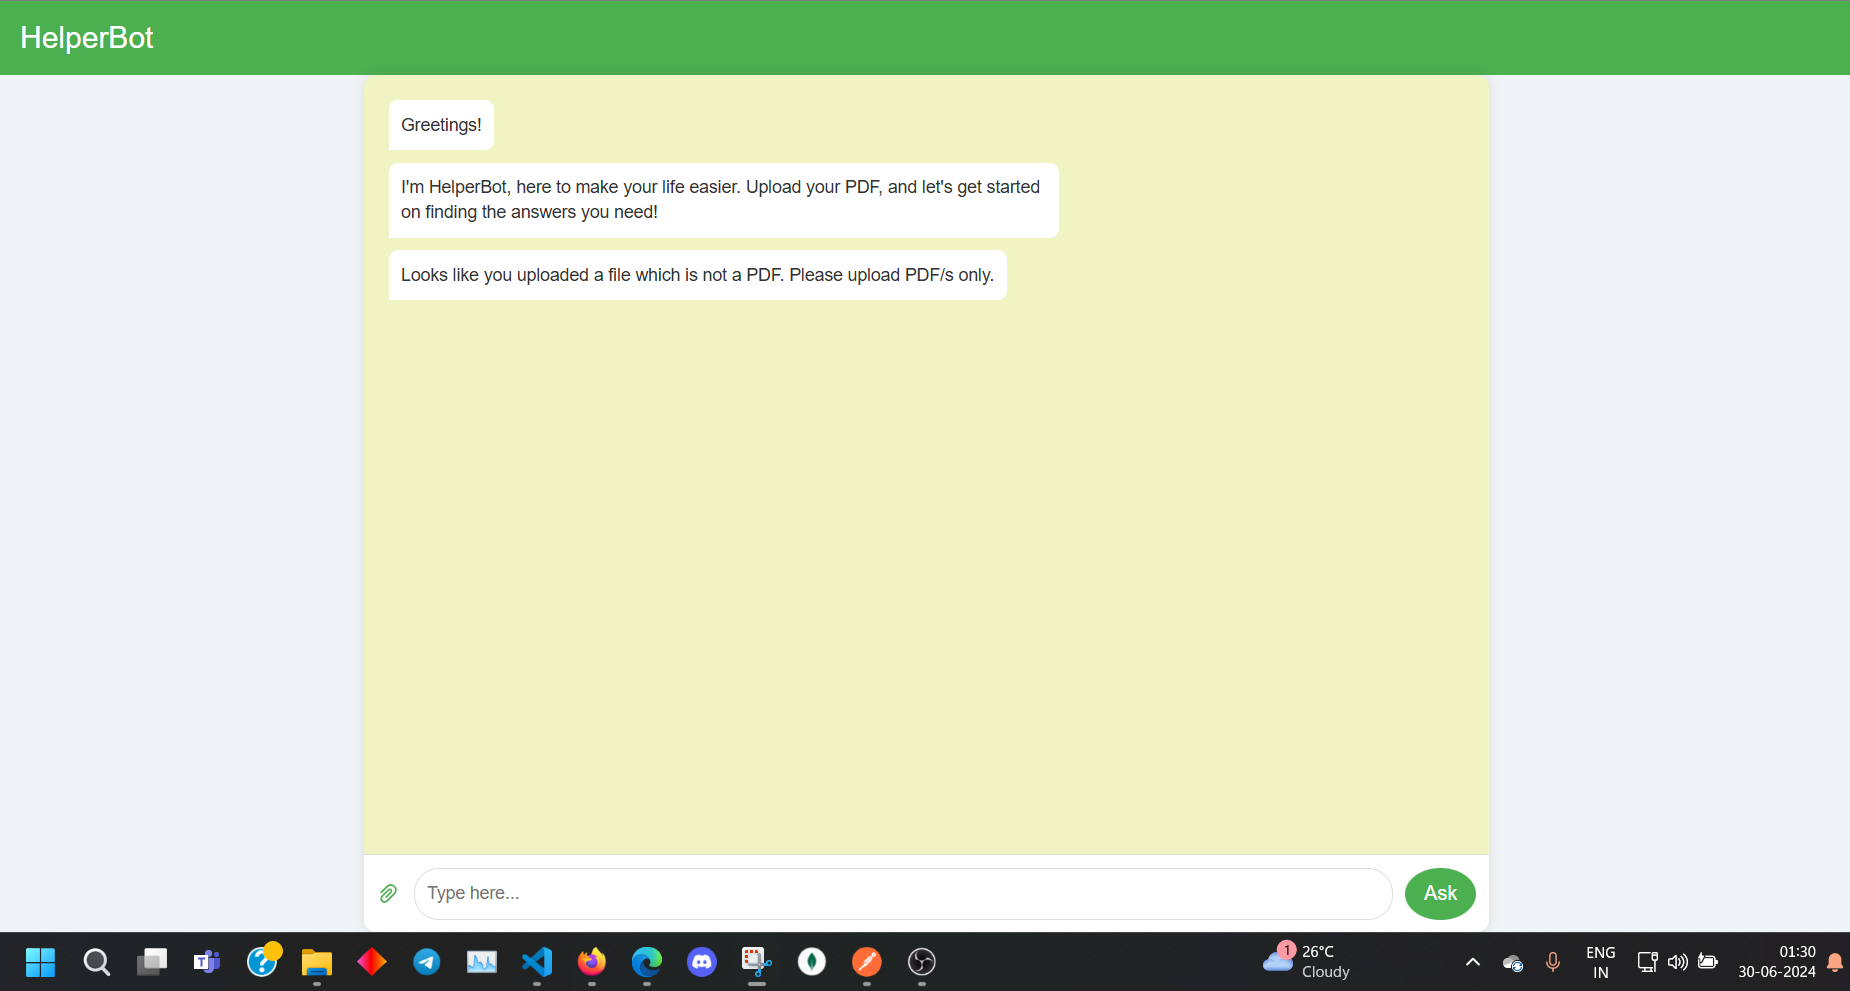 HelperBot
Greetings!
I'm HelperBot, here to make your life easier. Upload your PDF, and let's get started
on finding the answers you need!
Looks like you uploaded a file which is not a PDF. Please upload PDF/s only.
Type here...
Ask
1
26°C
Cloudy
ENG
IN
01:30
30-06-2024